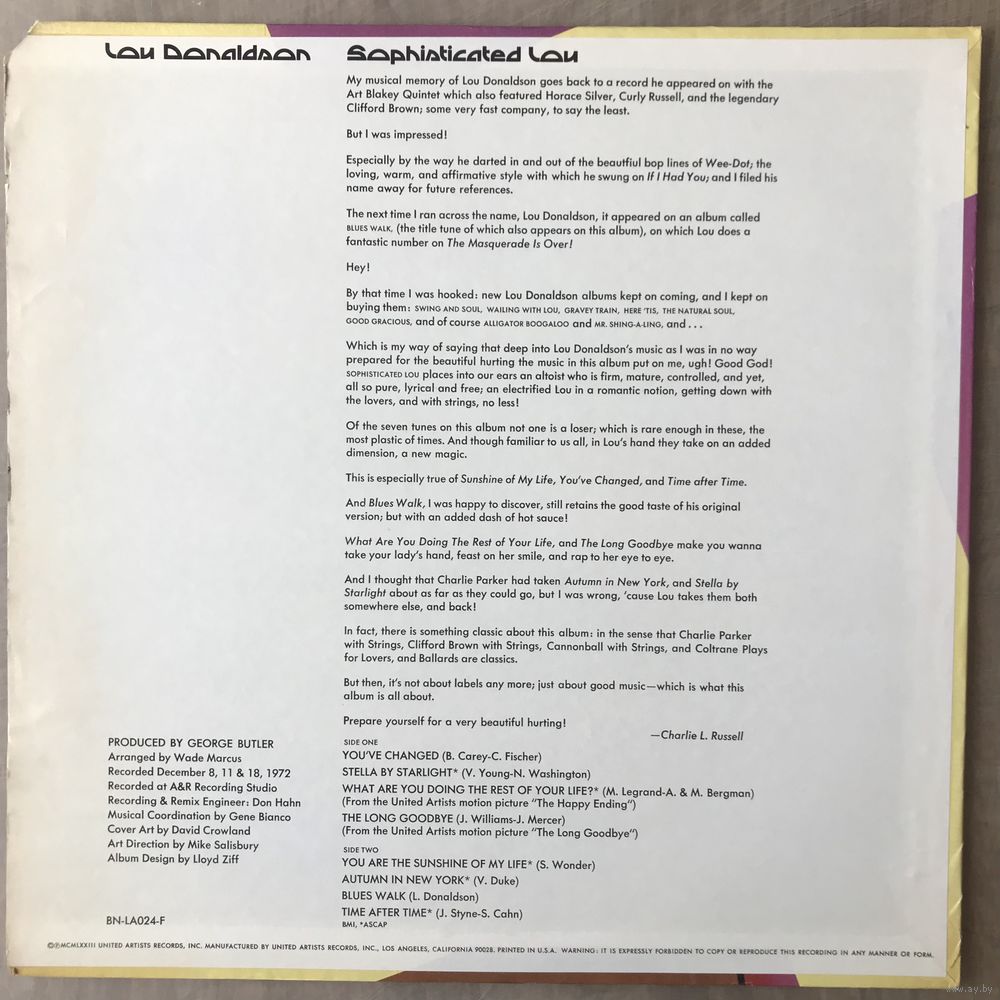 Lou Donaldson
Sophisticated Lou
My musical memory of Lou Donaldson goes back to a record he appeared on with the
Art Blakey Quintet which also featured Horace Silver, Curly Russell, and the legendary
Clifford Brown; some very fast company, to say the least.
But I was impressed!
Especially by the way he darted in and out of the beautfiul bop lines of Wee-Dot; the
loving, warm, and affirmative style with which he swung on If I Had You; and I filed his
name away for future references.
The next time I ran across the name, Lou Donaldson, it appeared on an album called
BLUES WALK, (the title tune of which also appears on this album), on which Lou does a
fantastic number on The Masquerade Is Over!
Hey!
By that time I was hooked: new Lou Donaldson albums kept on coming, and I kept on
buying them: SWING AND SOUL, WAILING WITH LOU, GRAVEY TRAIN, HERE 'TIS, THE NATURAL SOUL,
GOOD GRACIOUS, and of course ALLIGATOR BOOGALOO and MR. SHING-A-LING, and...
Which is my way of saying that deep into Lou Donaldson's music as I was in no way
prepared for the beautiful hurting the music in this album put on me, ugh! Good God!
SOPHISTICATED LOU places into our ears an altoist who is firm, mature, controlled, and yet,
all so pure, lyrical and free; an electrified Lou in a romantic notion, getting down with
the lovers, and with strings, no less!
Of the seven tunes on this album not one is a loser; which is rare enough in these, the
most plastic of times. And though familiar to us all, in Lou's hand they take on an added
dimension, a new magic.
This is especially true of Sunshine of My Life, You've Changed, and Time after Time.
And Blues Walk, I was happy to discover, still retains the good taste of his original
version; but with an added dash of hot sauce!
What Are You Doing The Rest of Your Life, and The Long Goodbye make you wanna
take your lady's hand, feast on her smile, and rap to her eye to eye.
And I thought that Charlie Parker had taken Autumn in New York, and Stella by
Starlight about as far as they could go, but I was wrong, 'cause Lou takes them both
somewhere else, and back!
In fact, there is something classic about this album: in the sense that Charlie Parker
with Strings, Clifford Brown with Strings, Cannonball with Strings, and Coltrane Plays
for Lovers, and Ballards are classics.
But then, it's not about labels any more; just about good music—which is what this
album is all about.
Prepare yourself for a very beautiful hurting!
—Charlie L. Russell
PRODUCED BY GEORGE BUTLER
Arranged by Wade Marcus
Recorded December 8, 11 & 18, 1972
Recorded at A&R Recording Studio
Recording & Remix Engineer: Don Hahn
Musical Coordination by Gene Bianco
Cover Art by David Crowland
Art Direction by Mike Salisbury
Album Design by Lloyd Ziff
BN-LA024-F
SIDE ONE
YOU'VE CHANGED (B. Carey-C. Fischer)
STELLA BY STARLIGHT* (V. Young-N. Washington)
WHAT ARE YOU DOING THE REST OF YOUR LIFE?* (M. Legrand-A. & M. Bergman)
(From the United Artists motion picture "The Happy Ending")
THE LONG GOODBYE (J. Williams-J. Mercer)
(From the United Artists motion picture "The Long Goodbye")
SIDE TWO
YOU ARE THE SUNSHINE OF MY LIFE* (S. Wonder)
AUTUMN IN NEW YORK* (V. Duke)
BLUES WALK (L. Donaldson)
TIME AFTER TIME* (J. Styne-S. Cahn)
BMI, *ASCAP
©℗MCMLXXIII UNITED ARTISTS RECORDS, INC. MANUFACTURED BY UNITED ARTISTS RECORDS, INC., LOS ANGELES, CALIFORNIA 90028. PRINTED IN U.S.A. WARNING: IT IS EXPRESSLY FORBIDDEN TO COPY OR REPRODUCE THIS RECORDING IN ANY MANNER OR FORM.
www.ay.by